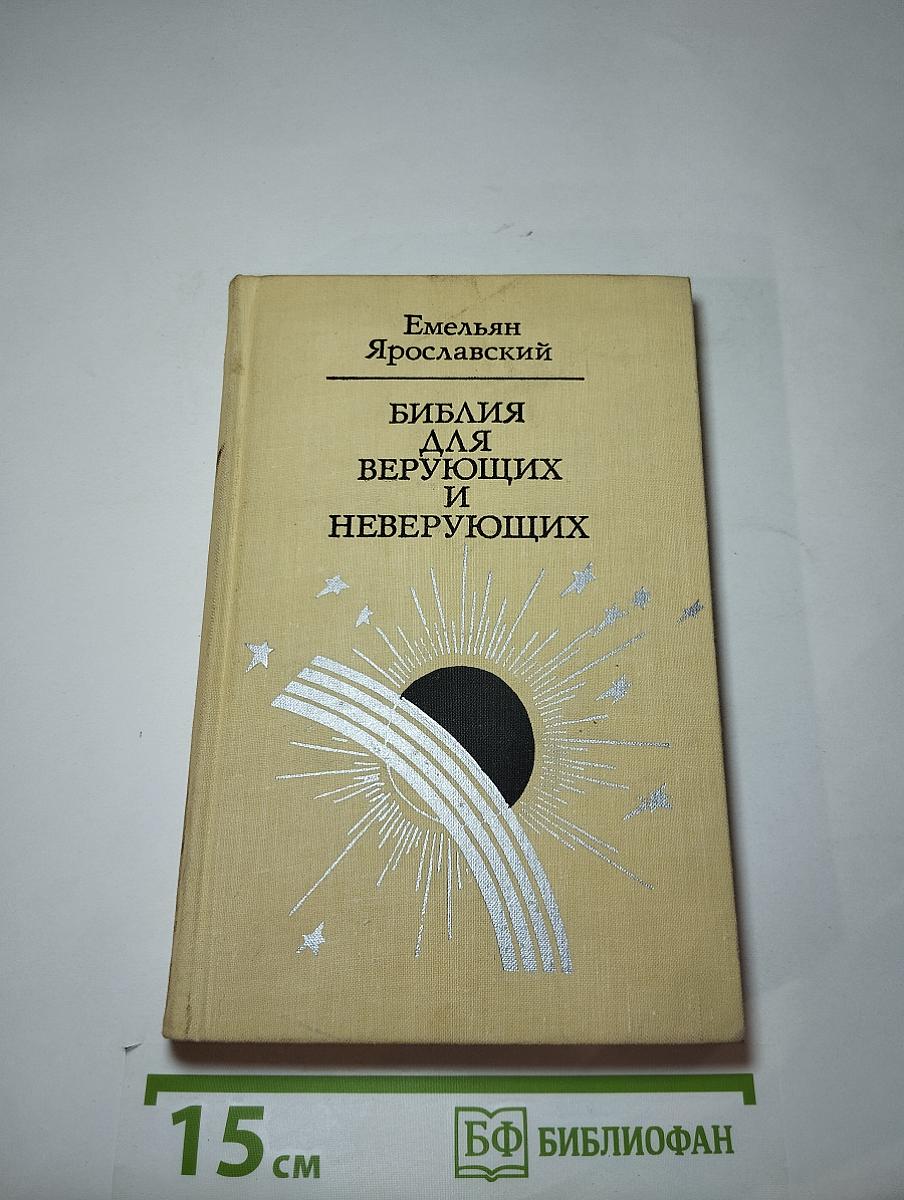 Емельян
Ярославский
БИБЛИЯ
ДЛЯ
ВЕРУЮЩИХ
И
НЕВЕРУЮЩИХ
15 см
БФ БИБЛИОФАН